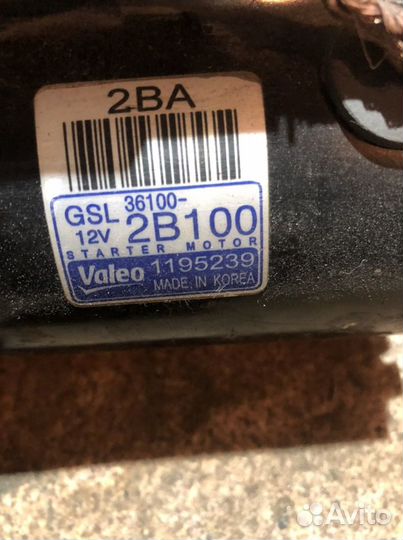 2BA
GSL 36100-
12V 2B100
STARTER MOTOR
Valeo 1195239
MADE IN KOREA
Avito